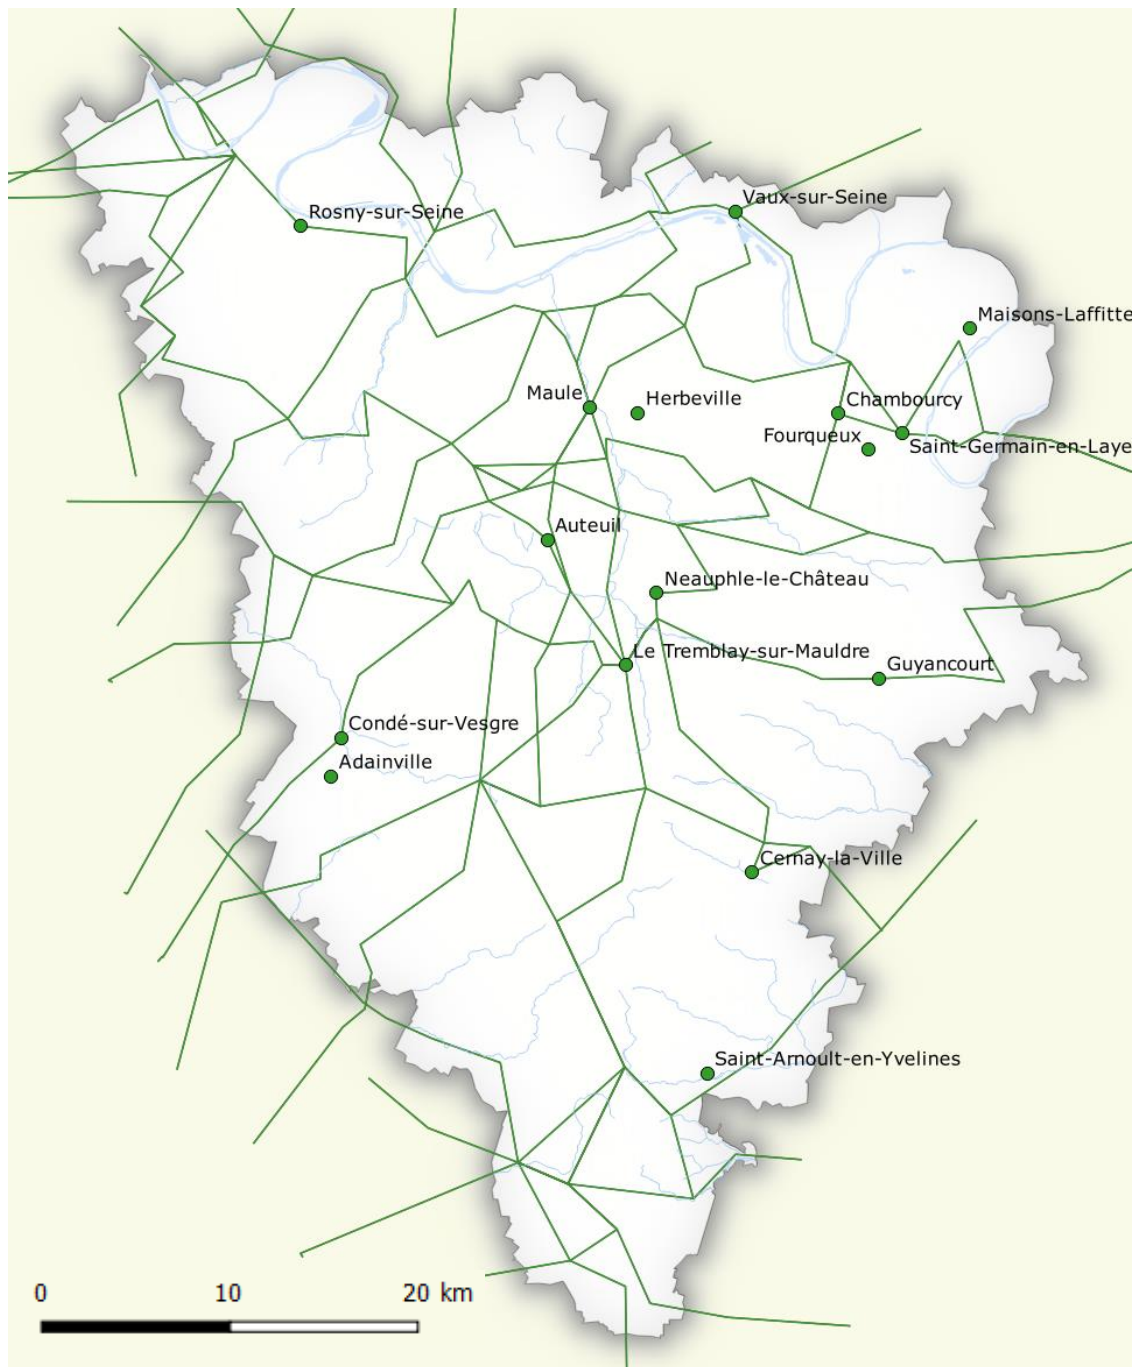 Vaux-sur-Seine
Rosny-sur-Seine
Maisons-Laffitte
Maule
Herbeville
Chambourcy
Fourqueux
Saint-Germain-en-Laye
Auteuil
Neauphle-le-Château
Le Tremblay-sur-Mauldre
Guyancourt
Condé-sur-Vesgre
Adainville
Cernay-la-Ville
Saint-Arnoult-en-Yvelines
0 10 20 km